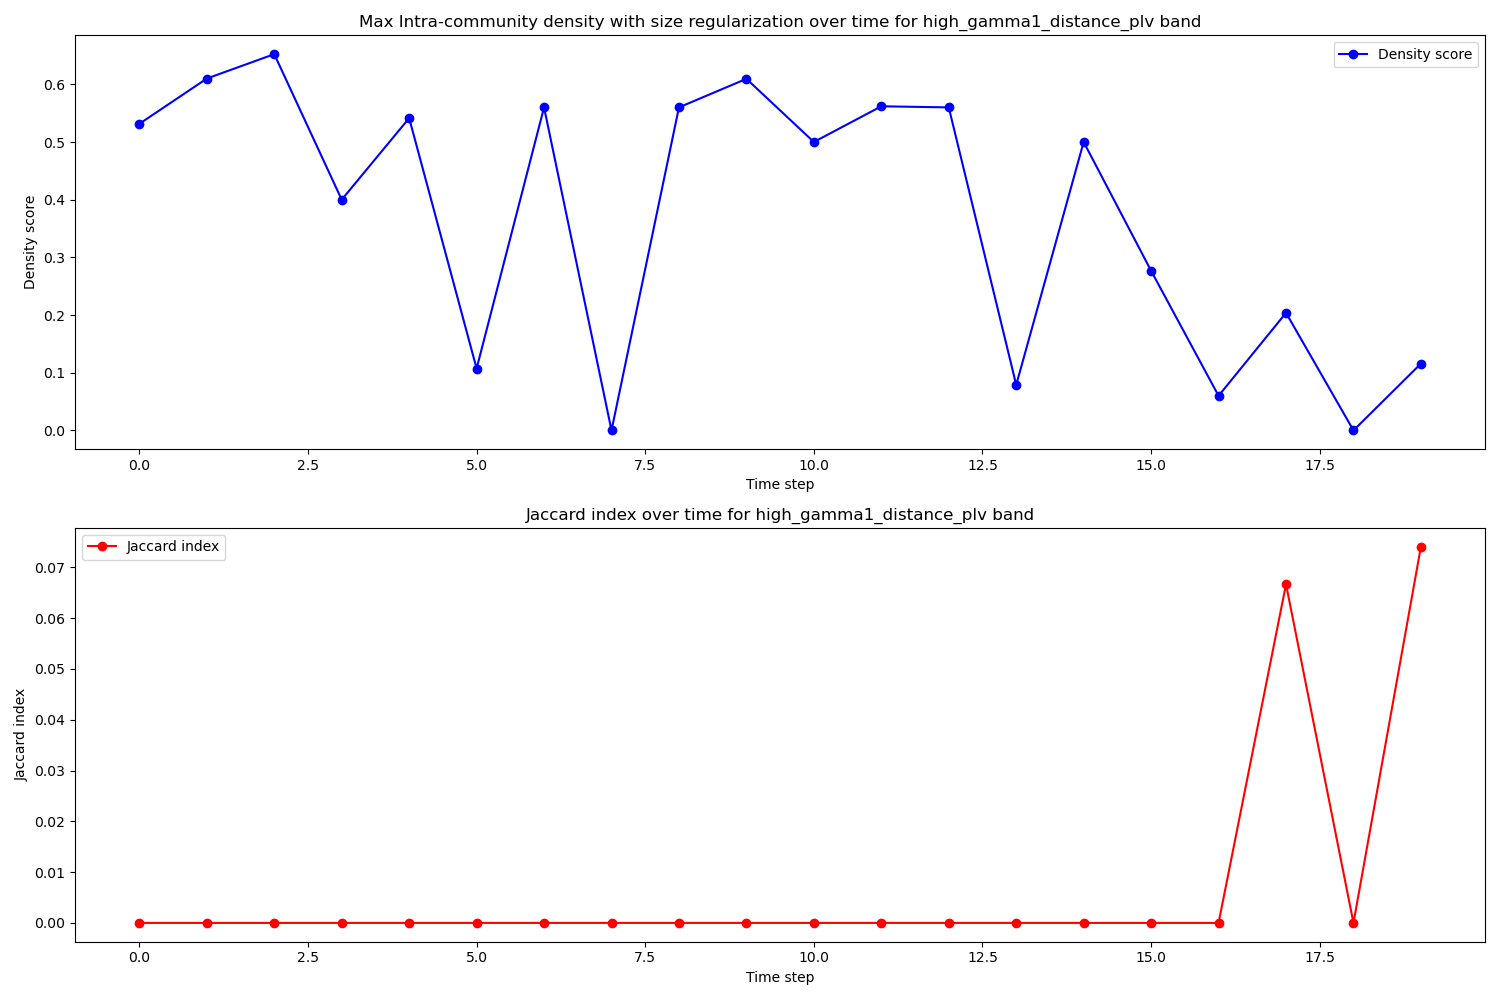 Max Intra-community density with size regularization over time for high_gamma1_distance_plv band
Density score
Density score
0.6
0.5
0.4
0.3
0.2
0.1
0.0
0.0 2.5 5.0 7.5 10.0 12.5 15.0 17.5
Time step
Jaccard index over time for high_gamma1_distance_plv band
Jaccard index
Jaccard index
0.07
0.06
0.05
0.04
0.03
0.02
0.01
0.00
0.0 2.5 5.0 7.5 10.0 12.5 15.0 17.5
Time step